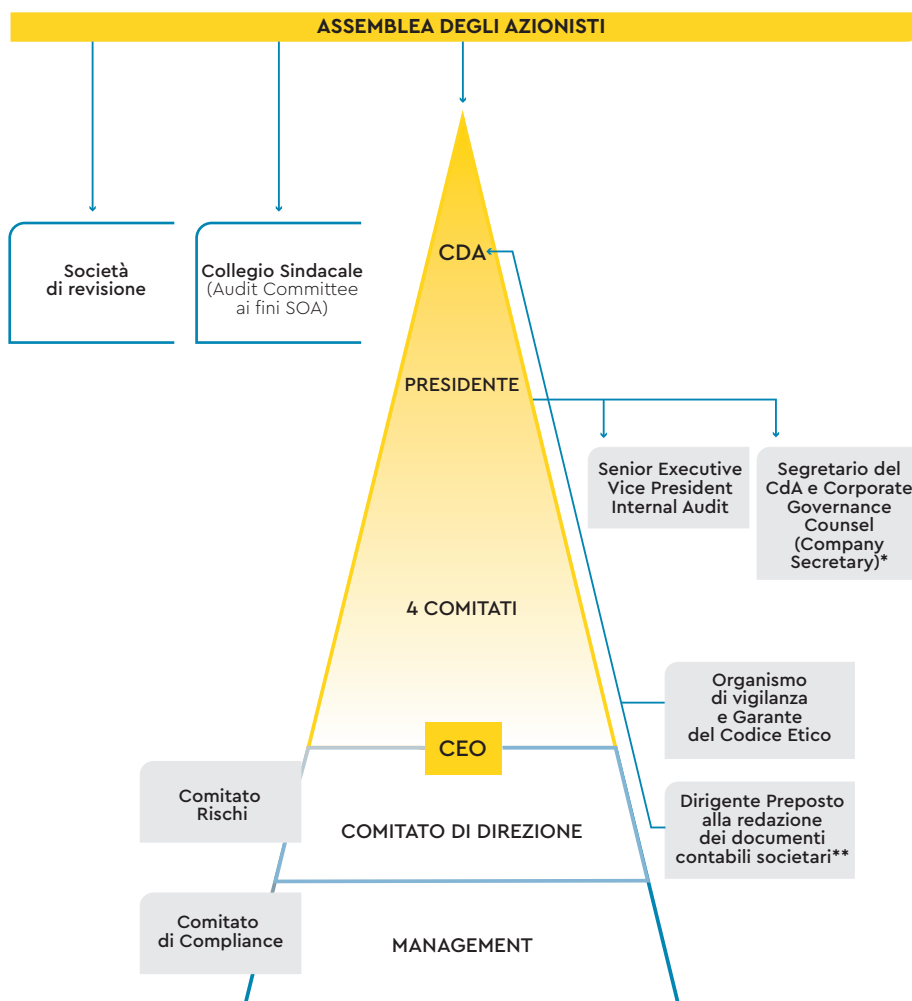 ASSEMBLEA DEGLI AZIONISTI
Società
di revisione
Collegio Sindacale
(Audit Committee
ai fini SOA)
CDA
PRESIDENTE
Senior Executive
Vice President
Internal Audit
Segretario del
CdA e Corporate
Governance
Counsel
(Company
Secretary)*
4 COMITATI
Organismo
di vigilanza
e Garante
del Codice Etico
CEO
Comitato
Rischi
COMITATO DI DIREZIONE
Dirigente Preposto
alla redazione
dei documenti
contabili societari**
Comitato
di Compliance
MANAGEMENT